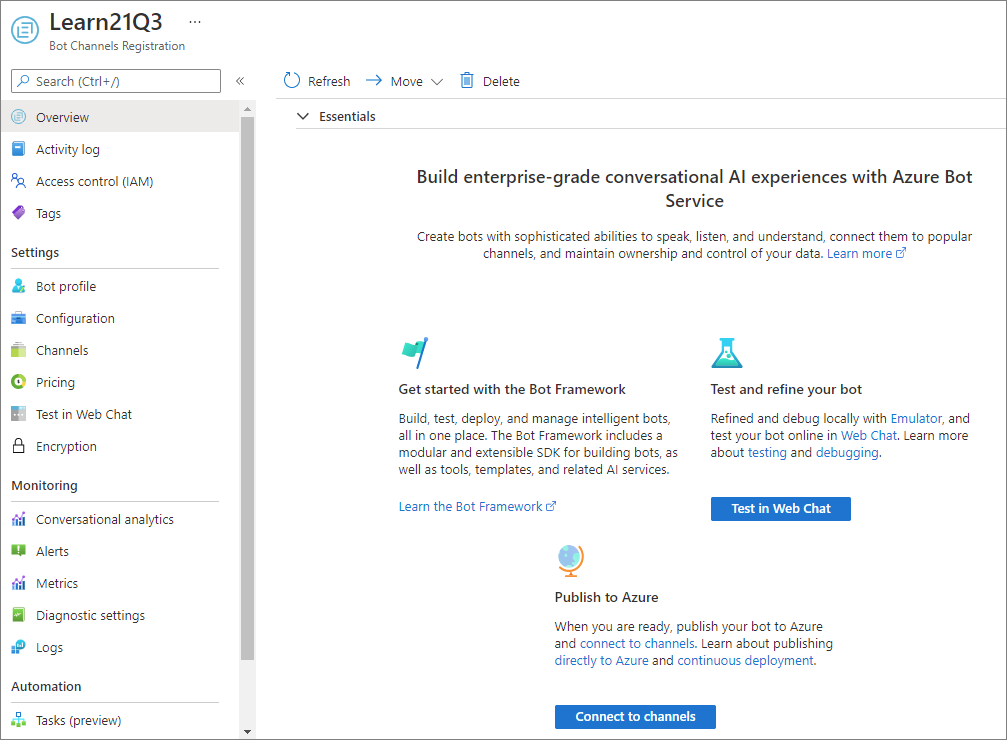 Learn21Q3 ...
Bot Channels Registration
Search (Ctrl+/)
«
Overview
Activity log
Access control (IAM)
Tags
Settings
Bot profile
Configuration
Channels
Pricing
Test in Web Chat
Encryption
Monitoring
Conversational analytics
Alerts
Metrics
Diagnostic settings
Logs
Automation
Tasks (preview)
Refresh Move Delete
Essentials
Build enterprise-grade conversational AI experiences with Azure Bot
Service
Create bots with sophisticated abilities to speak, listen, and understand, connect them to popular
channels, and maintain ownership and control of your data. Learn more
Get started with the Bot Framework
Build, test, deploy, and manage intelligent bots,
all in one place. The Bot Framework includes a
modular and extensible SDK for building bots, as
well as tools, templates, and related AI services.
Learn the Bot Framework
Test and refine your bot
Refined and debug locally with Emulator, and
test your bot online in Web Chat. Learn more
about testing and debugging.
Test in Web Chat
Publish to Azure
When you are ready, publish your bot to Azure
and connect to channels. Learn about publishing
directly to Azure and continuous deployment.
Connect to channels